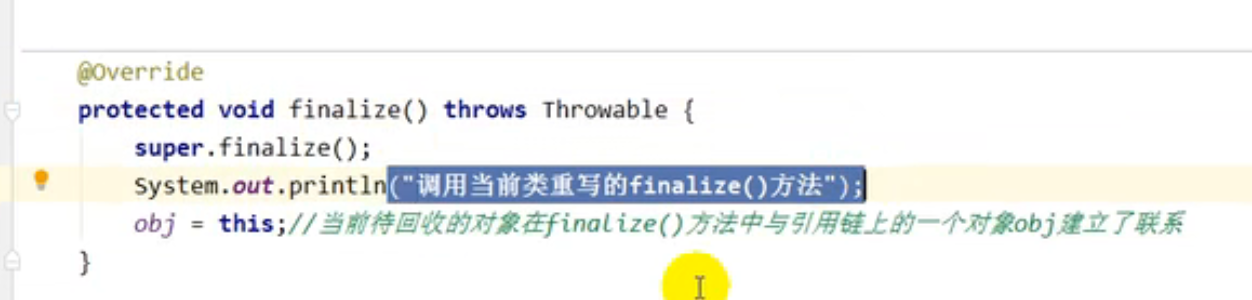 @Override
protected void finalize() throws Throwable {
super.finalize();
System.out.println("调用当前类重写的finalize()方法");
obj = this;//当前待回收的对象在finalize()方法中与引用链上的一个对象obj建立了联系
}